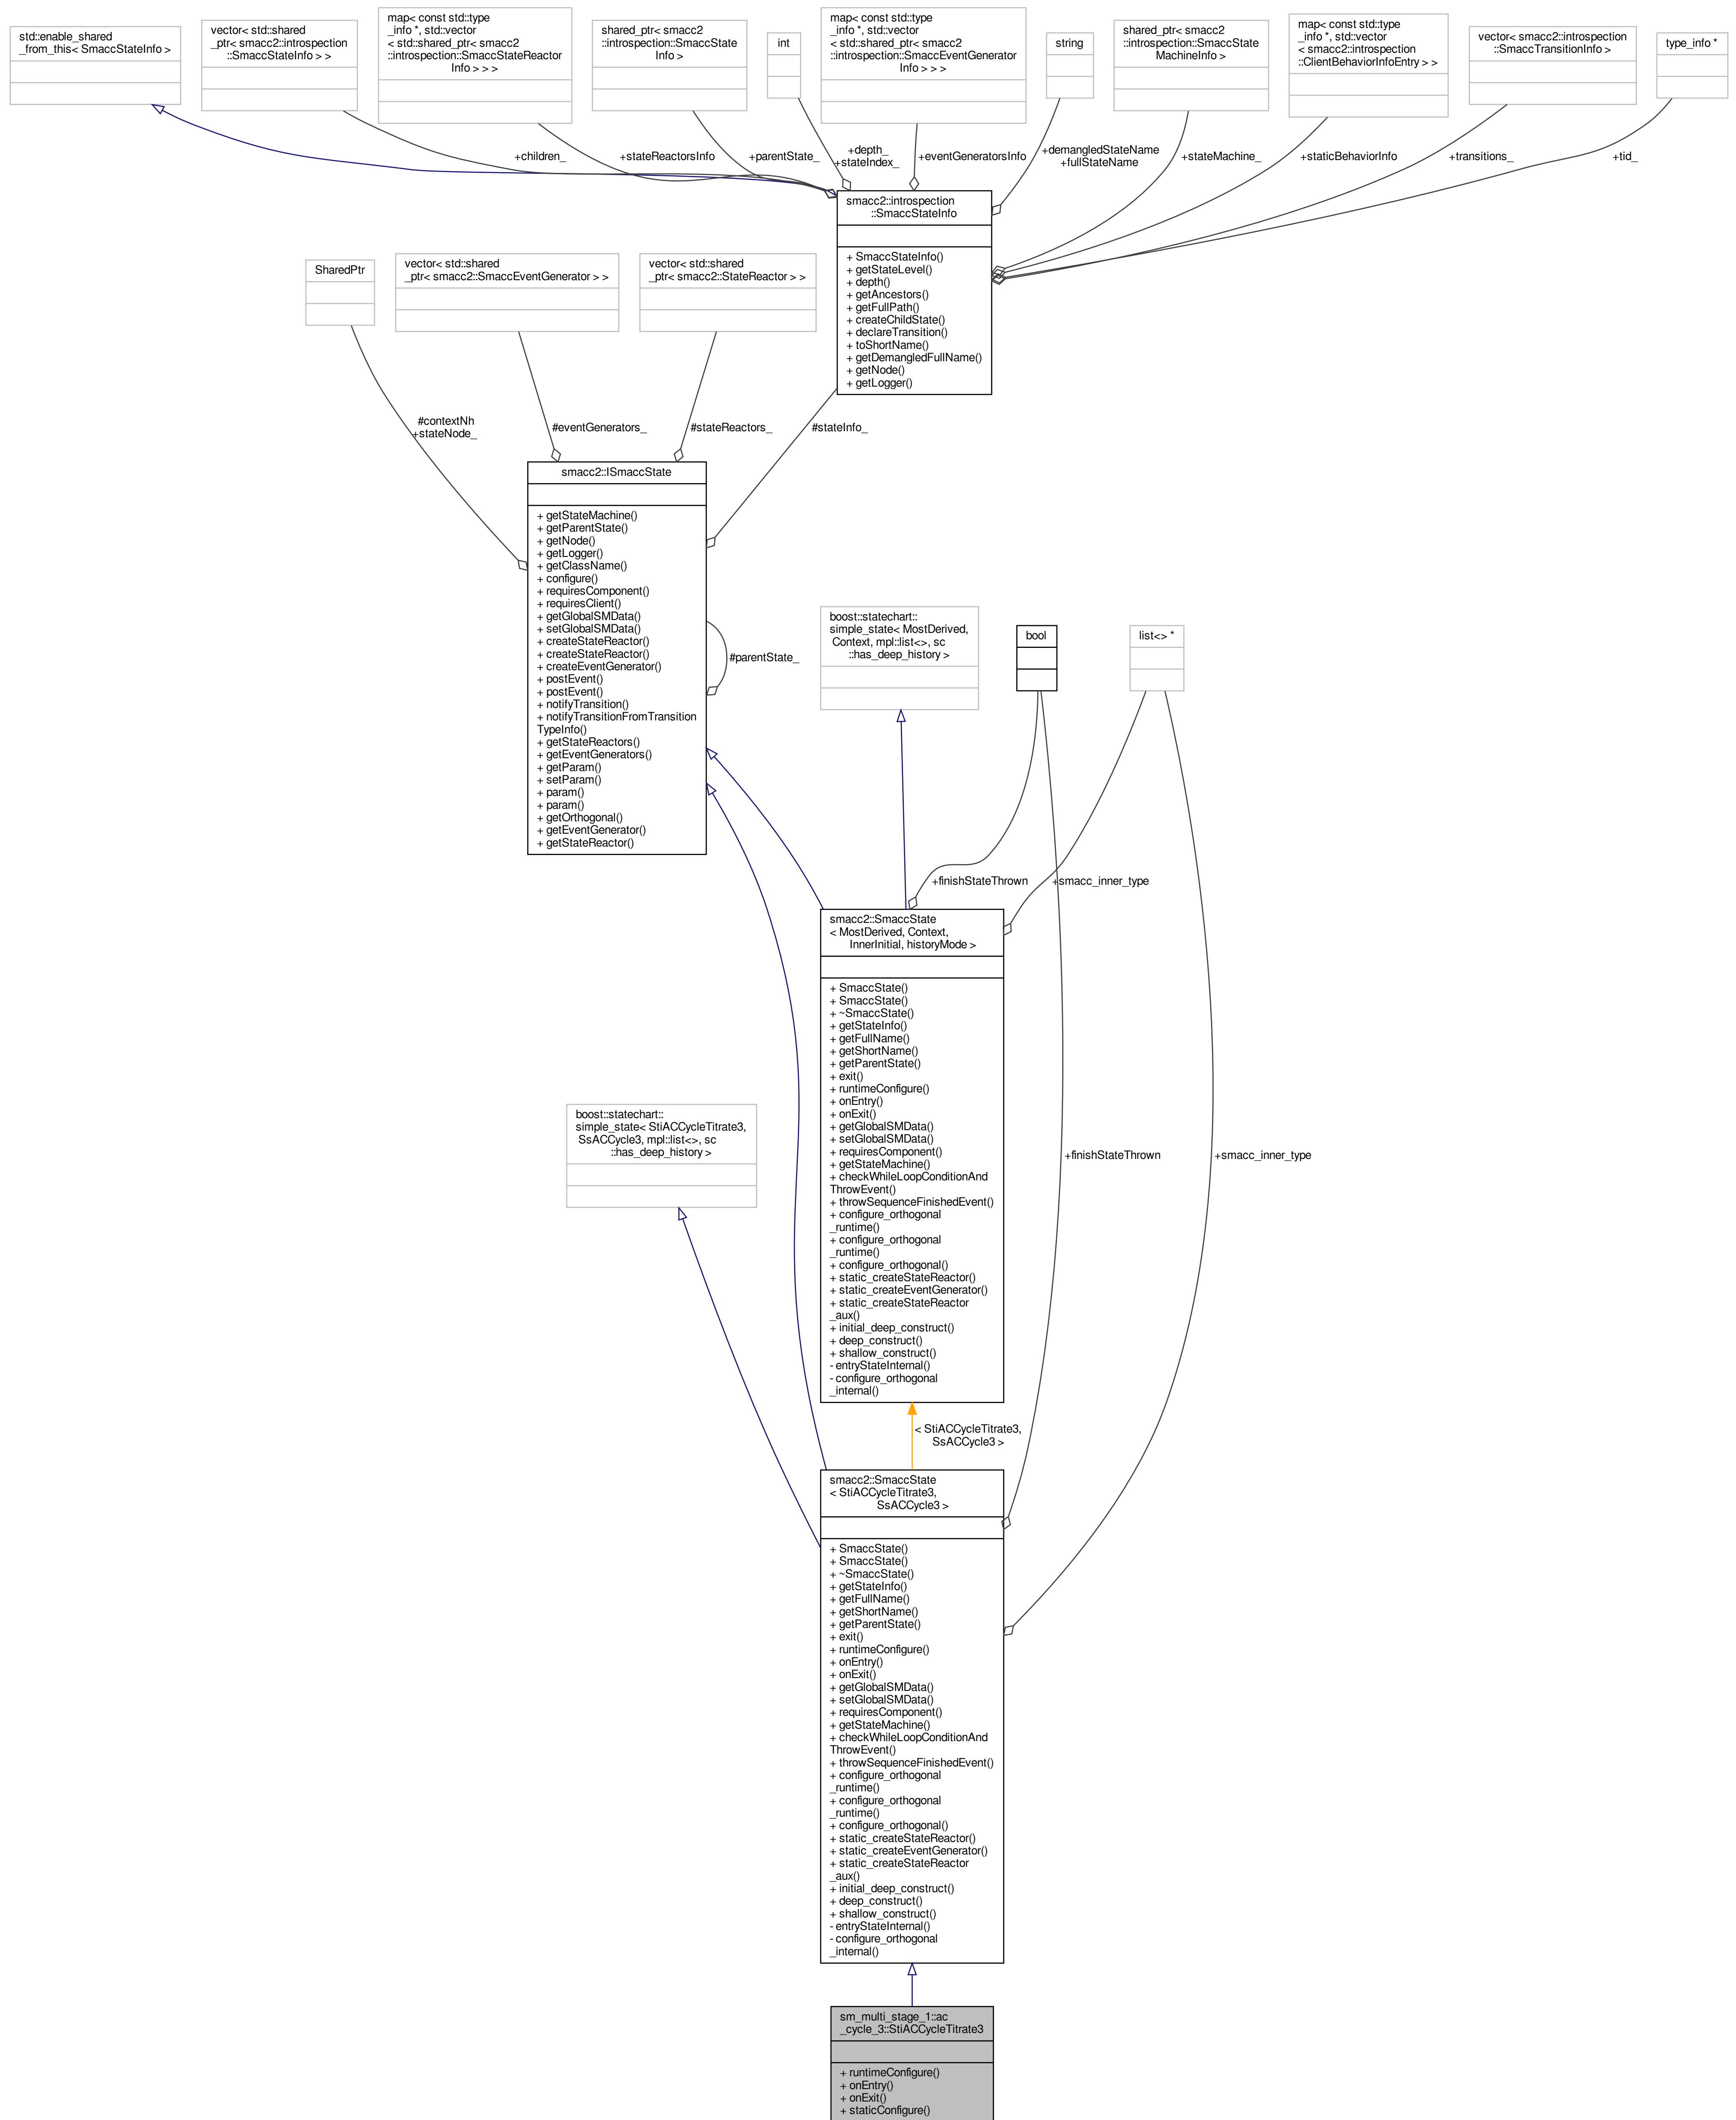 std::enable_shared
_from_this< SmaccStateInfo >
vector< std::shared
_ptr< smacc2::introspection
::SmaccStateInfo > >
map< const std::type
_info *, std::vector
< std::shared_ptr< smacc2
::introspection::SmaccStateReactor
Info > > >
shared_ptr< smacc2
::introspection::SmaccState
Info >
int
map< const std::type
_info *, std::vector
< std::shared_ptr< smacc2
::introspection::SmaccEventGenerator
Info > > >
string
shared_ptr< smacc2
::introspection::SmaccState
MachineInfo >
map< const std::type
_info *, std::vector
< smacc2::introspection
::ClientBehaviorInfoEntry > >
vector< smacc2::introspection
::SmaccTransitionInfo >
type_info *
+children_
+stateReactorsInfo
+parentState_
+depth_
+stateIndex_
+eventGeneratorsInfo
+demangledStateName
+fullStateName
+stateMachine_
+staticBehaviorInfo
+transitions_
+tid_
smacc2::introspection
::SmaccStateInfo
+ SmaccStateInfo()
+ getStateLevel()
+ depth()
+ getAncestors()
+ getFullPath()
+ createChildState()
+ declareTransition()
+ toShortName()
+ getDemangledFullName()
+ getNode()
+ getLogger()
SharedPtr
vector< std::shared
_ptr< smacc2::SmaccEventGenerator > >
vector< std::shared
_ptr< smacc2::StateReactor > >
#contextNh
+stateNode_
#eventGenerators_
#stateReactors_
#stateInfo_
smacc2::ISmaccState
+ getStateMachine()
+ getParentState()
+ getNode()
+ getLogger()
+ getClassName()
+ configure()
+ requiresComponent()
+ requiresClient()
+ getGlobalSMData()
+ setGlobalSMData()
+ createStateReactor()
+ createStateReactor()
+ createEventGenerator()
+ postEvent()
+ postEvent()
+ notifyTransition()
+ notifyTransitionFromTransition
TypeInfo()
+ getStateReactors()
+ getEventGenerators()
+ getParam()
+ setParam()
+ param()
+ param()
+ getOrthogonal()
+ getEventGenerator()
+ getStateReactor()
#parentState_
boost::statechart::
simple_state< MostDerived,
Context, mpl::list<>, sc
::has_deep_history >
bool
list<> *
+finishStateThrown
+smacc_inner_type
smacc2::SmaccState
< MostDerived, Context,
InnerInitial, historyMode >
+ SmaccState()
+ SmaccState()
+ ~SmaccState()
+ getStateInfo()
+ getFullName()
+ getShortName()
+ getParentState()
+ exit()
+ runtimeConfigure()
+ onEntry()
+ onExit()
+ getGlobalSMData()
+ setGlobalSMData()
+ requiresComponent()
+ getStateMachine()
+ checkWhileLoopConditionAnd
ThrowEvent()
+ throwSequenceFinishedEvent()
+ configure_orthogonal
_runtime()
+ configure_orthogonal
_runtime()
+ configure_orthogonal()
+ static_createStateReactor()
+ static_createEventGenerator()
+ static_createStateReactor
_aux()
+ initial_deep_construct()
+ deep_construct()
+ shallow_construct()
- entryStateInternal()
- configure_orthogonal
_internal()
boost::statechart::
simple_state< StiACCycleTitrate3,
SsACCycle3, mpl::list<>, sc
::has_deep_history >
+finishStateThrown
+smacc_inner_type
< StiACCycleTitrate3,
SsACCycle3 >
smacc2::SmaccState
< StiACCycleTitrate3,
SsACCycle3 >
+ SmaccState()
+ SmaccState()
+ ~SmaccState()
+ getStateInfo()
+ getFullName()
+ getShortName()
+ getParentState()
+ exit()
+ runtimeConfigure()
+ onEntry()
+ onExit()
+ getGlobalSMData()
+ setGlobalSMData()
+ requiresComponent()
+ getStateMachine()
+ checkWhileLoopConditionAnd
ThrowEvent()
+ throwSequenceFinishedEvent()
+ configure_orthogonal
_runtime()
+ configure_orthogonal
_runtime()
+ configure_orthogonal()
+ static_createStateReactor()
+ static_createEventGenerator()
+ static_createStateReactor
_aux()
+ initial_deep_construct()
+ deep_construct()
+ shallow_construct()
- entryStateInternal()
- configure_orthogonal
_internal()
sm_multi_stage_1::ac
_cycle_3::StiACCycleTitrate3
+ runtimeConfigure()
+ onEntry()
+ onExit()
+ staticConfigure()